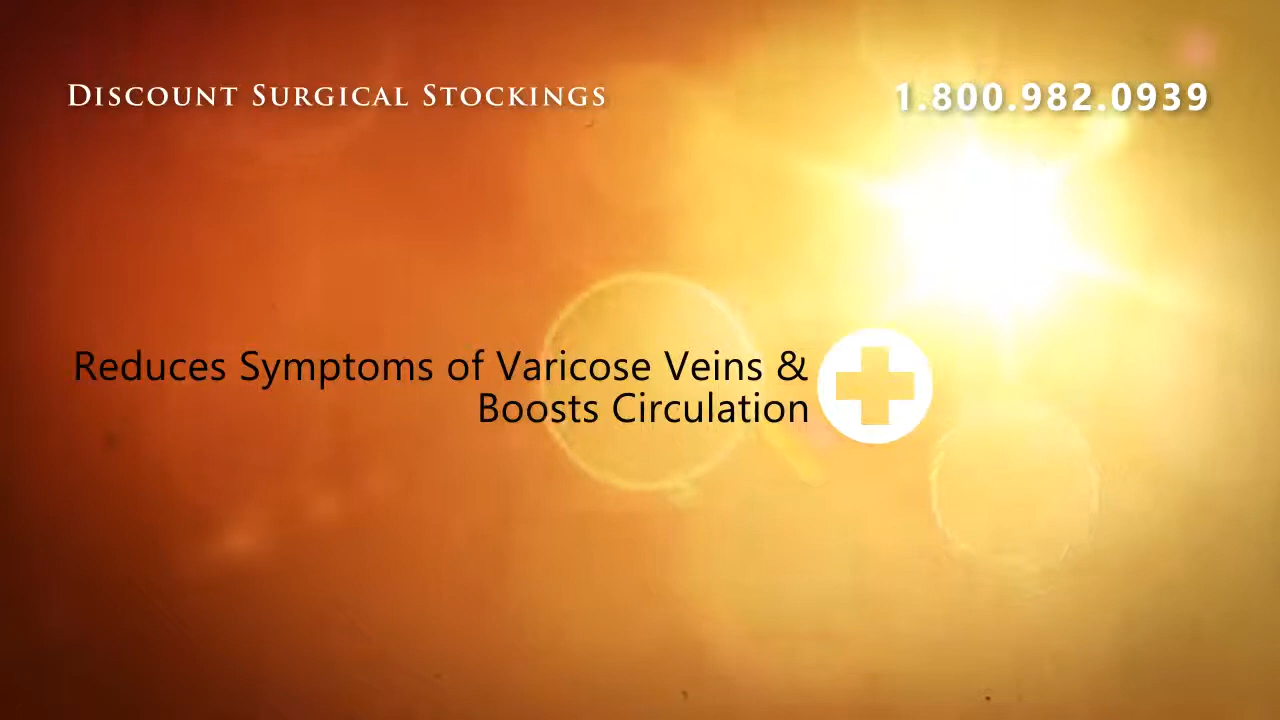 Discount Surgical Stockings
1.800.982.0939
Reduces Symptoms of Varicose Veins &
Boosts Circulation